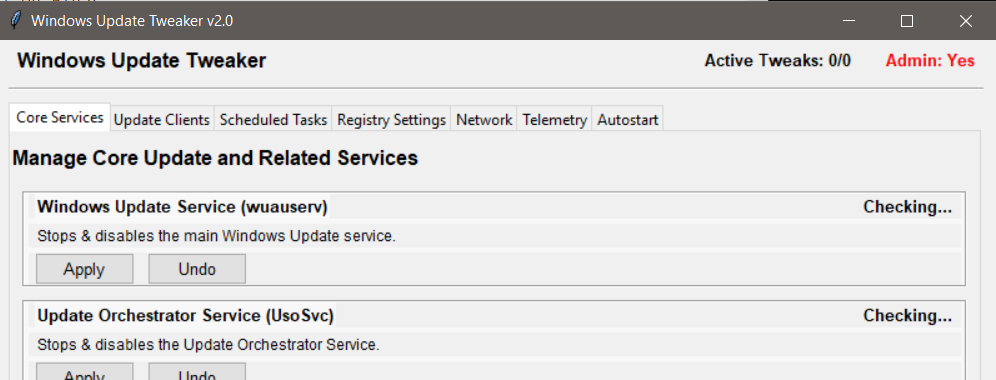 Windows Update Tweaker v2.0
Windows Update Tweaker Active Tweaks: 0/0 Admin: Yes
Core Services Update Clients Scheduled Tasks Registry Settings Network Telemetry Autostart
Manage Core Update and Related Services
Windows Update Service (wuauserv) Checking...
Stops & disables the main Windows Update service.
Apply Undo
Update Orchestrator Service (UsoSvc) Checking...
Stops & disables the Update Orchestrator Service.
Apply Undo